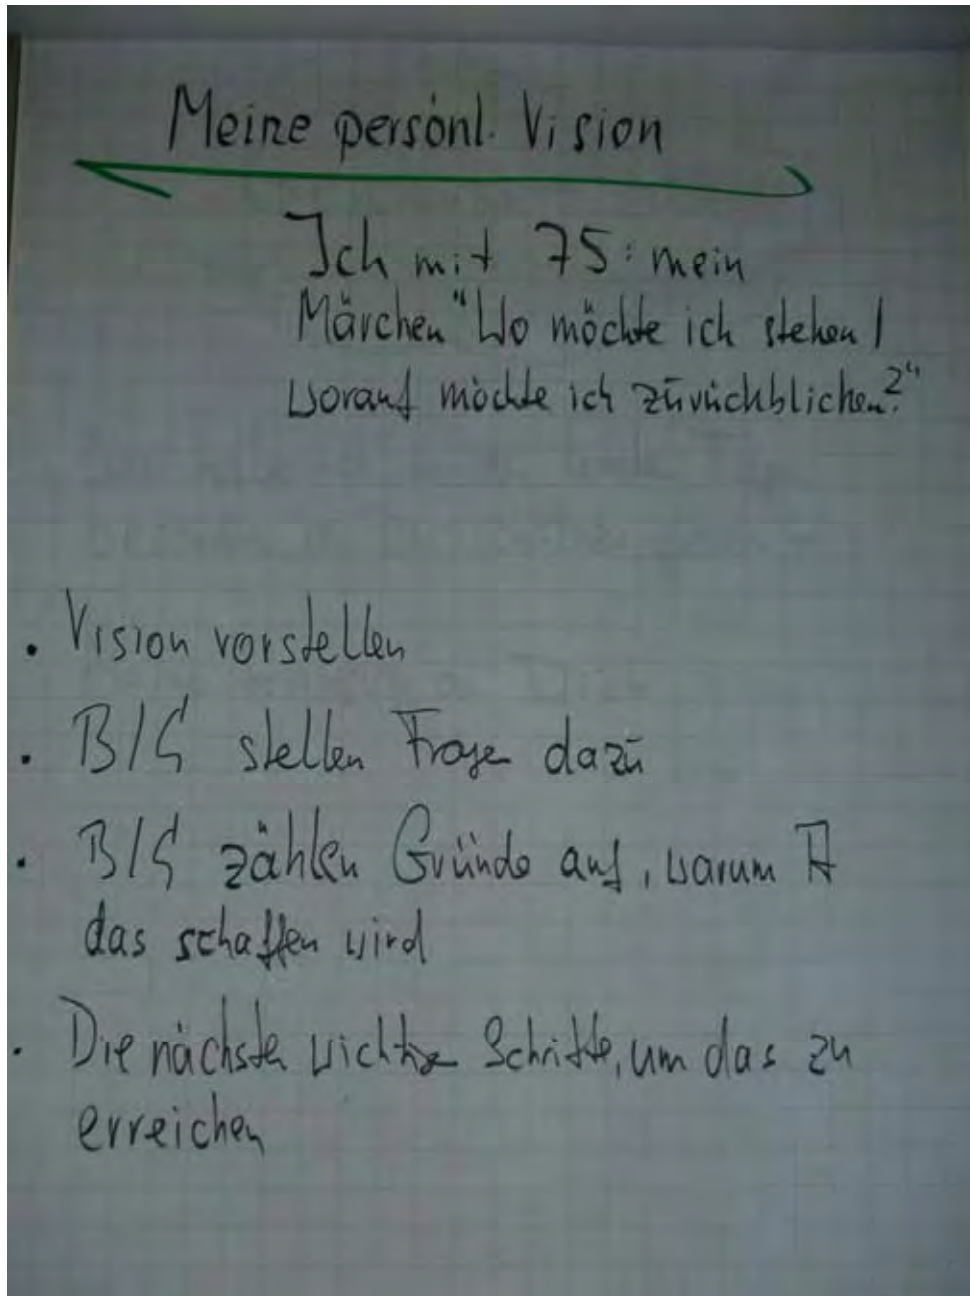 Meine persönl. Vision
Ich mit 75: mein
Märchen "Wo möchte ich stehen /
worauf möchte ich zurückblicken?"
• Vision vorstellen
• B/C stellen Fragen dazu
• B/C zählen Gründe auf, warum A
das schaffen wird
• Die nächsten wichtigen Schritte, um das zu
erreichen